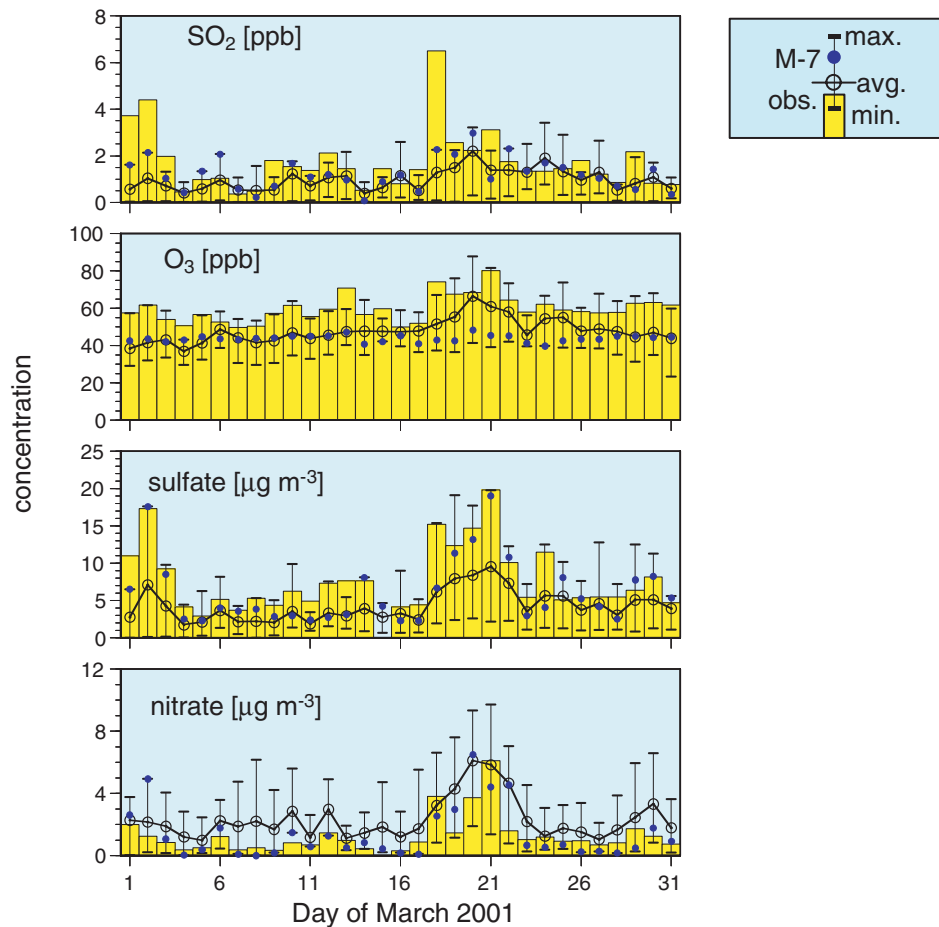 SO2 [ppb]
8
6
4
2
0
O3 [ppb]
100
80
60
40
20
0
sulfate [μg m-3]
25
20
15
10
5
0
nitrate [μg m-3]
12
8
4
0
1 6 11 16 21 26 31
Day of March 2001
concentration
max.
M-7
avg.
obs.
min.